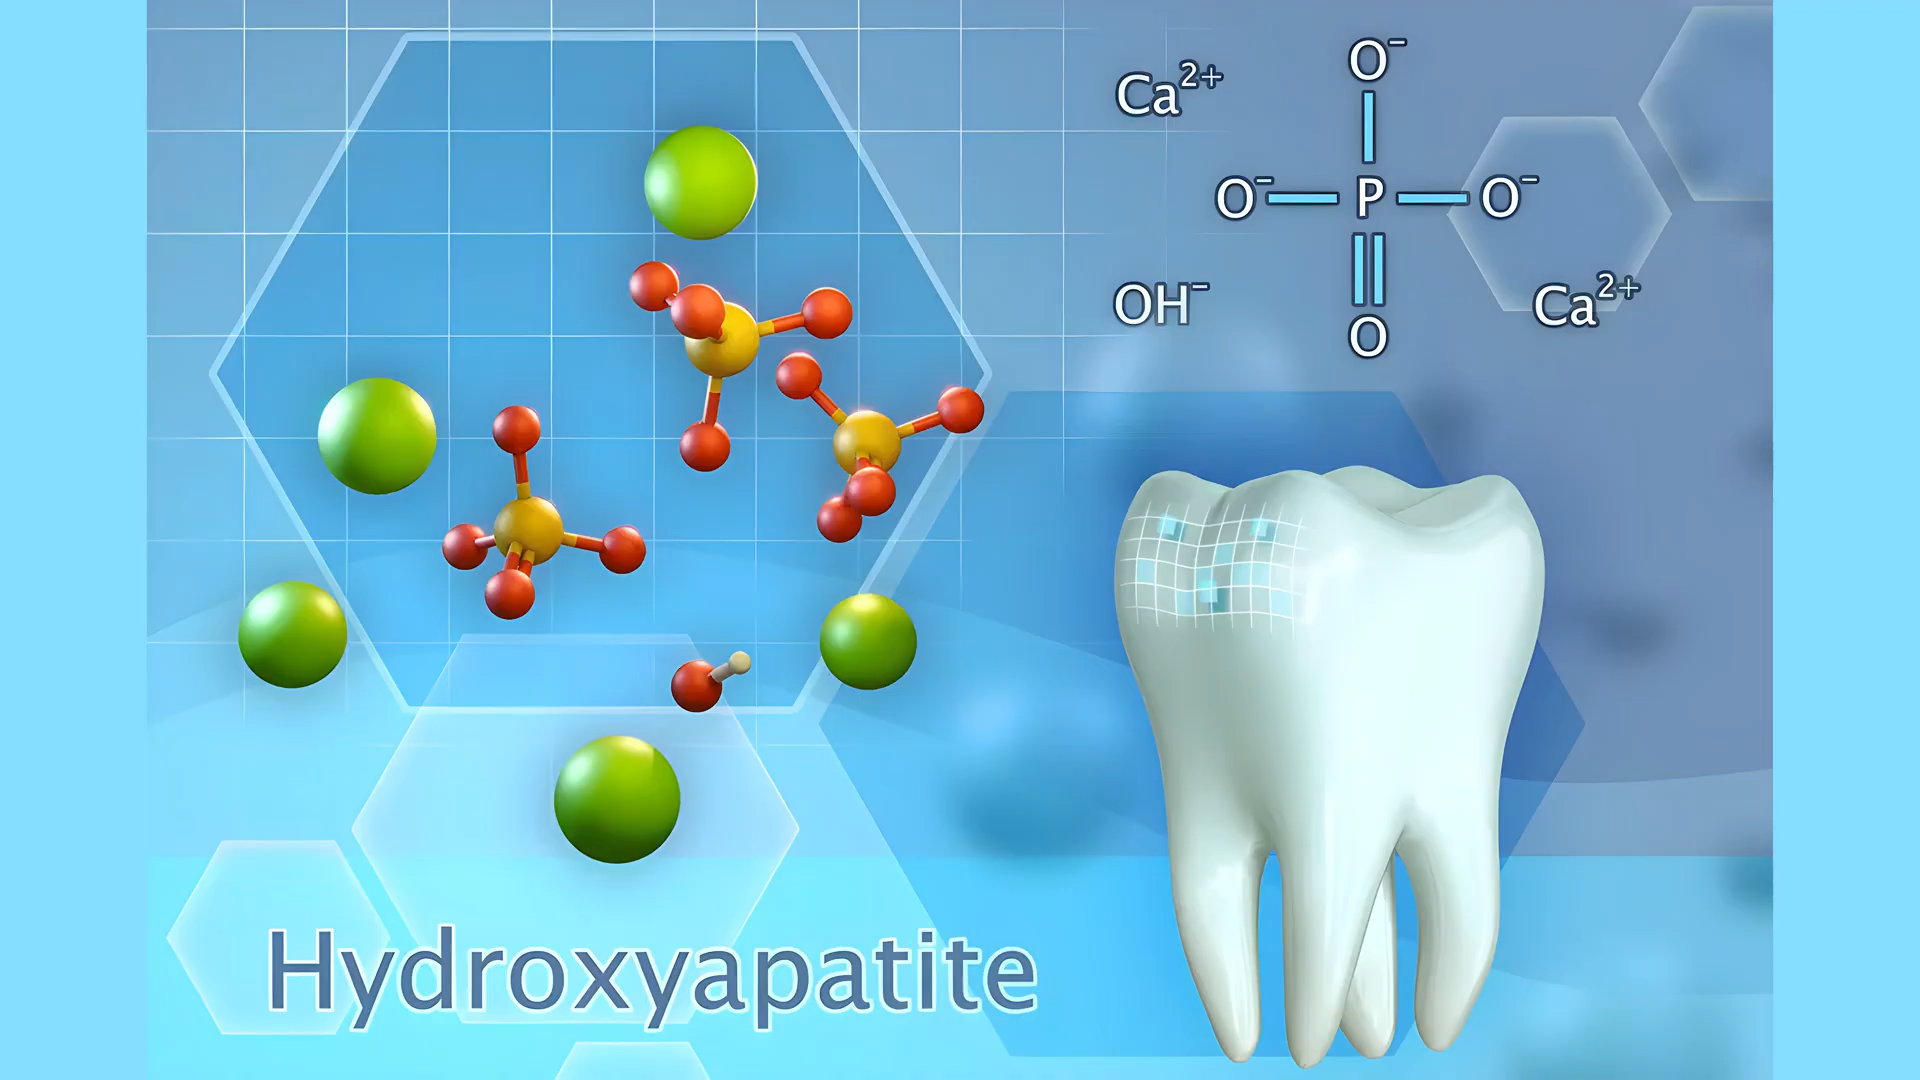 Ca²⁺
O⁻
O⁻ P O⁻
OH⁻
Ca²⁺
O
Hydroxyapatite